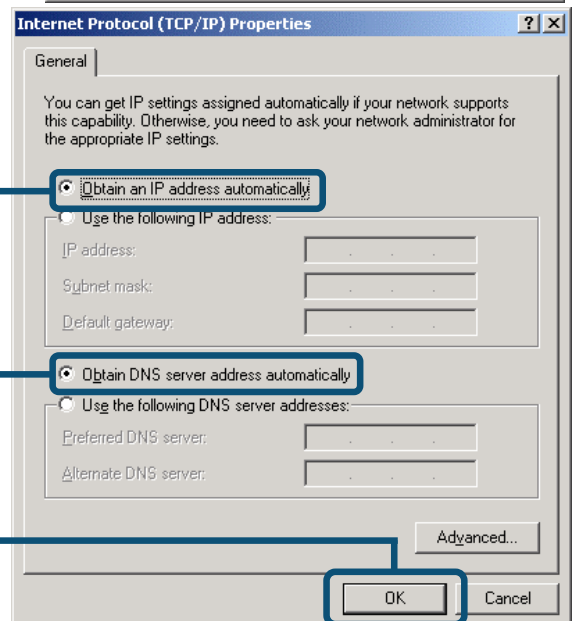 Internet Protocol (TCP/IP) Properties
General
You can get IP settings assigned automatically if your network supports
this capability. Otherwise, you need to ask your network administrator for
the appropriate IP settings.
Obtain an IP address automatically
Use the following IP address:
IP address:
Subnet mask:
Default gateway:
Obtain DNS server address automatically
Use the following DNS server addresses:
Preferred DNS server:
Alternate DNS server:
Advanced...
OK Cancel